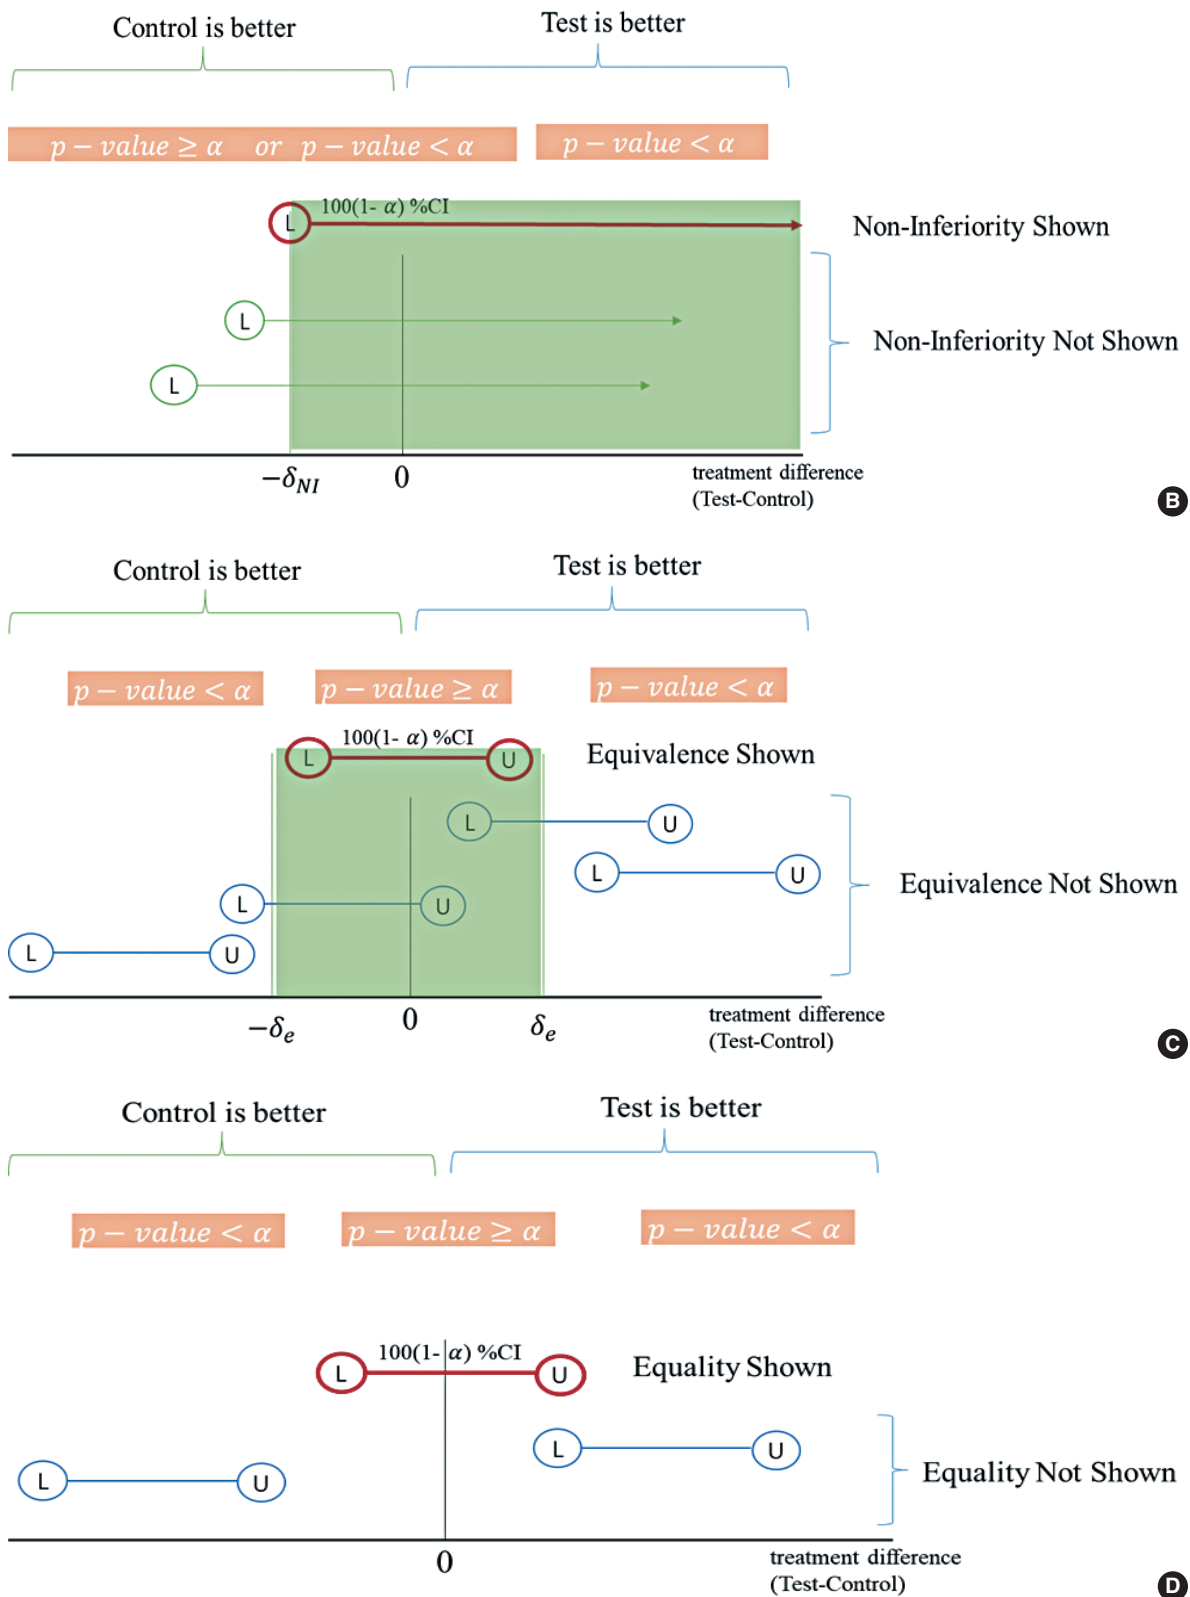 Control is better
Test is better
p − value ≥ α or p − value < α
p − value < α
100(1- α) %CI
L
Non-Inferiority Shown
L
Non-Inferiority Not Shown
L
−δNI
0
treatment difference
(Test-Control)
B
Control is better
Test is better
p − value < α
p − value ≥ α
p − value < α
100(1- α) %CI
L
U
Equivalence Shown
L
U
L
U
Equivalence Not Shown
L
U
L
U
−δe
0
δe
treatment difference
(Test-Control)
C
Control is better
Test is better
p − value < α
p − value ≥ α
p − value < α
100(1- α) %CI
L
U
Equality Shown
L
U
Equality Not Shown
L
U
0
treatment difference
(Test-Control)
D